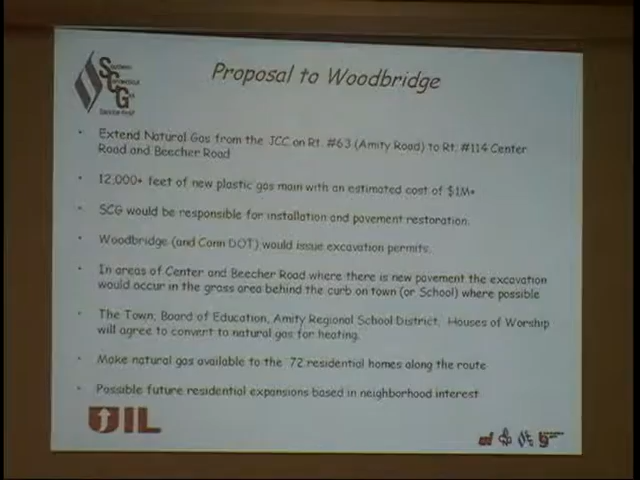 Southern
Connecticut
Gas
SCG
Proposal to Woodbridge
• Extend Natural Gas from the JCC on Rt. #63 (Amity Road) to Rt. #114 Center
Road and Beecher Road
• 12,000+ feet of new plastic gas main with an estimated cost of $1M+
• SCG would be responsible for installation and pavement restoration.
• Woodbridge (and Conn DOT) would issue excavation permits.
• In areas of Center and Beecher Road where there is new pavement the excavation
would occur in the grass area behind the curb on town (or School) where possible
• The Town, Board of Education, Amity Regional School District, Houses of Worship
will agree to convert to natural gas for heating.
• Make natural gas available to the 72 residential homes along the route
• Possible future residential expansions based in neighborhood interest
UIL